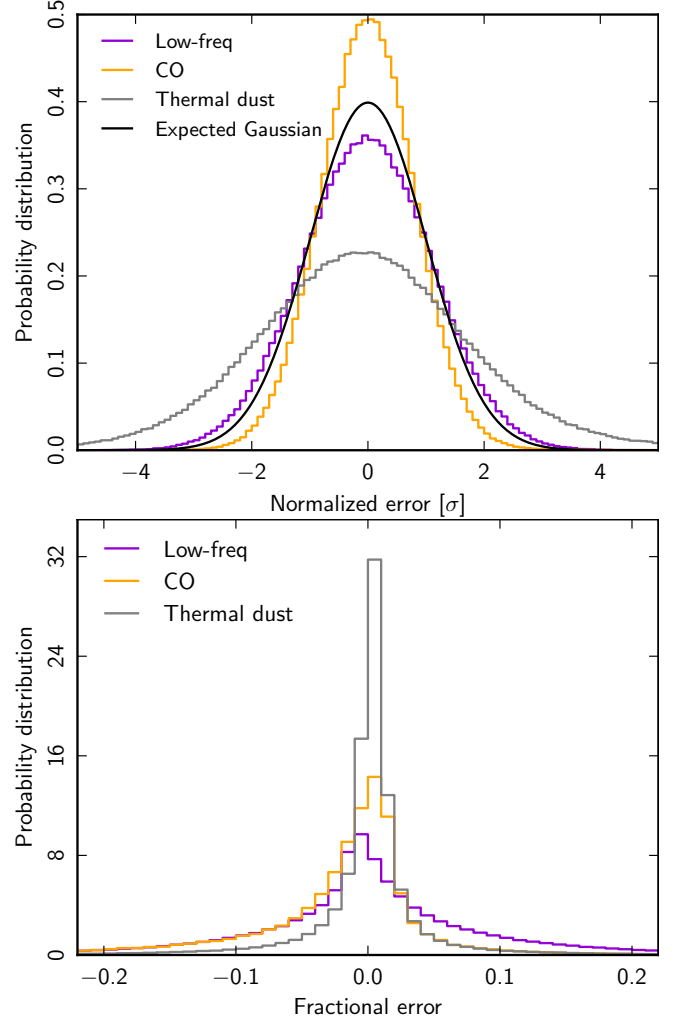 0.5
0.4
0.3
0.2
0.1
0.0
Probability distribution
Low-freq
CO
Thermal dust
Expected Gaussian
−4 −2 0 2 4
Normalized error [σ]
32
24
16
8
0
Probability distribution
Low-freq
CO
Thermal dust
−0.2 −0.1 0.0 0.1 0.2
Fractional error